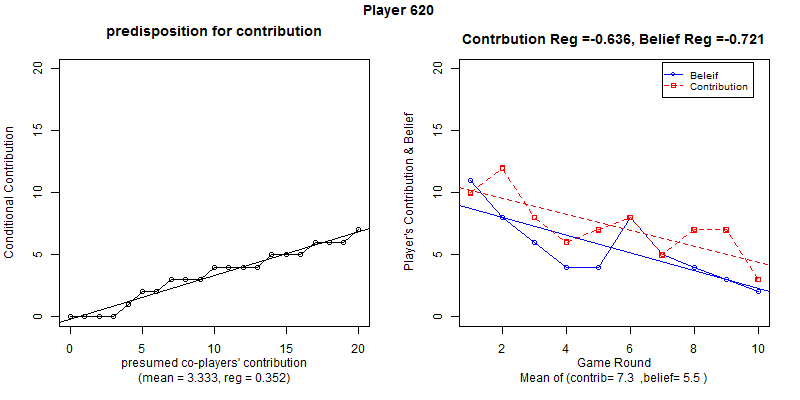 Player 620
predisposition for contribution
Conditional Contribution
0
5
10
15
20
0
5
10
15
20
presumed co-players' contribution
(mean = 3.333, reg = 0.352)
Contrbution Reg =-0.636, Belief Reg =-0.721
Player's Contribution & Belief
0
5
10
15
20
Beleif
Contribution
2
4
6
8
10
Game Round
Mean of (contrib= 7.3 ,belief= 5.5 )